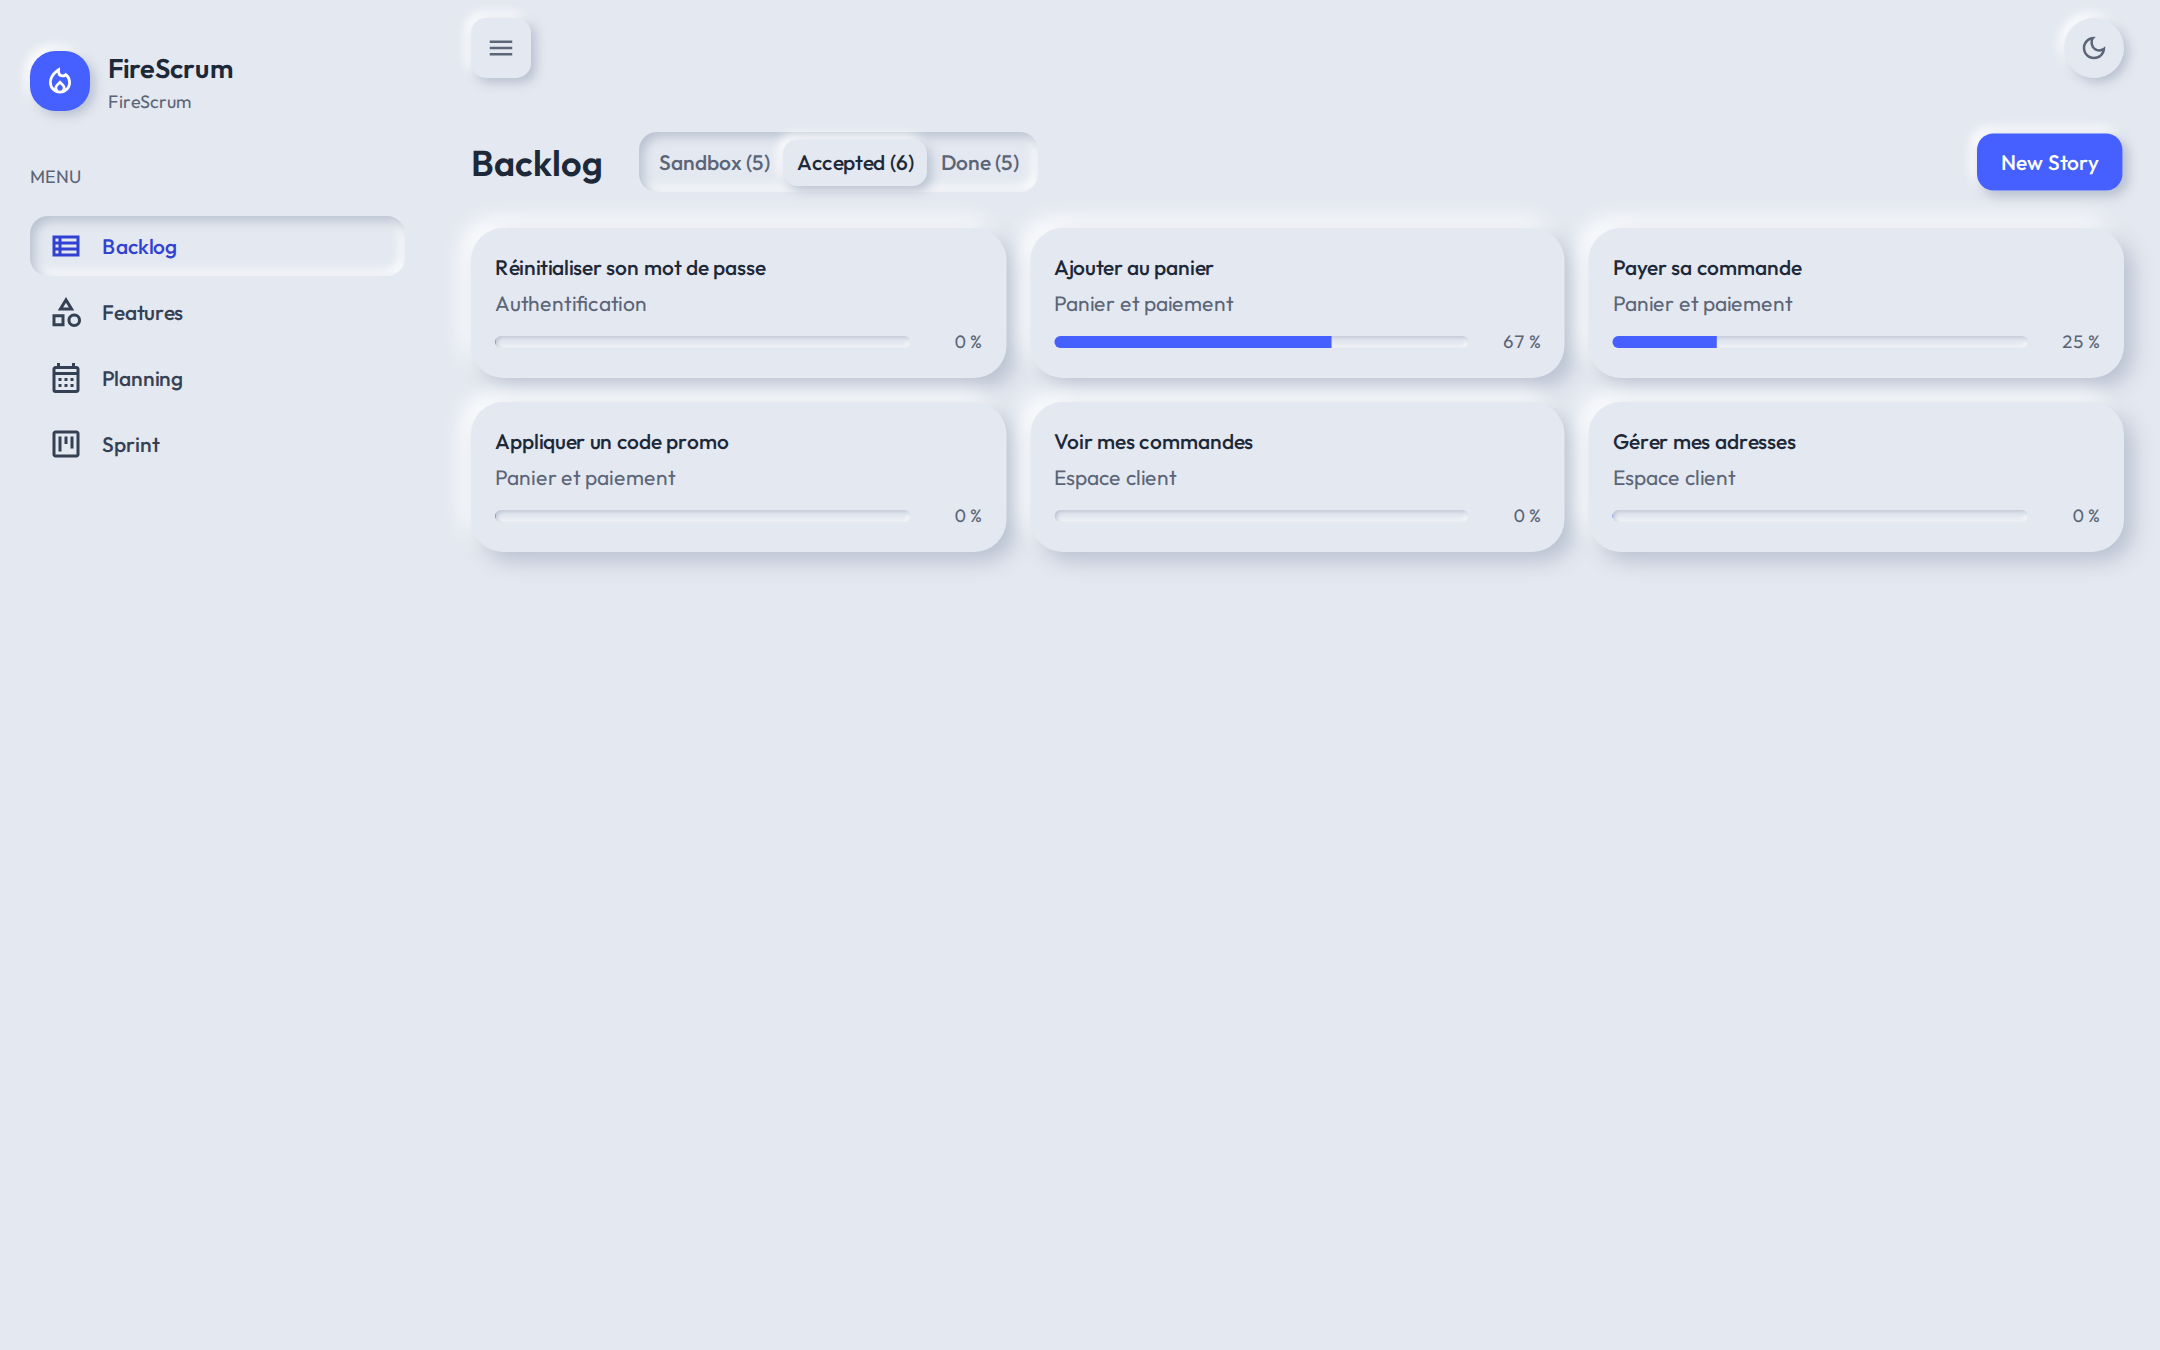 FireScrum
FireScrum
MENU
Backlog
Features
Planning
Sprint
Backlog
Sandbox (5)
Accepted (6)
Done (5)
New Story
Réinitialiser son mot de passe
Authentification
0 %
Ajouter au panier
Panier et paiement
67 %
Payer sa commande
Panier et paiement
25 %
Appliquer un code promo
Panier et paiement
0 %
Voir mes commandes
Espace client
0 %
Gérer mes adresses
Espace client
0 %